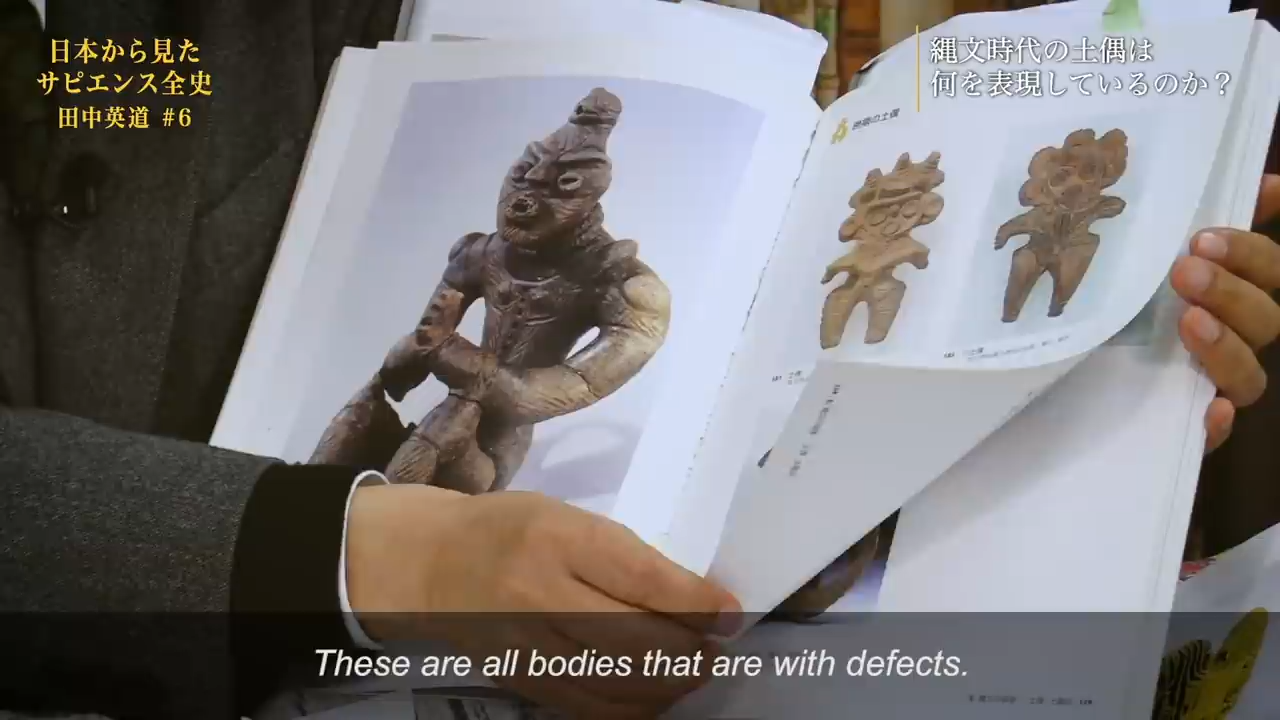 日本から見た
サピエンス全史
田中英道 #6
縄文時代の土偶は
何を表現しているのか?
These are all bodies that are with defects.